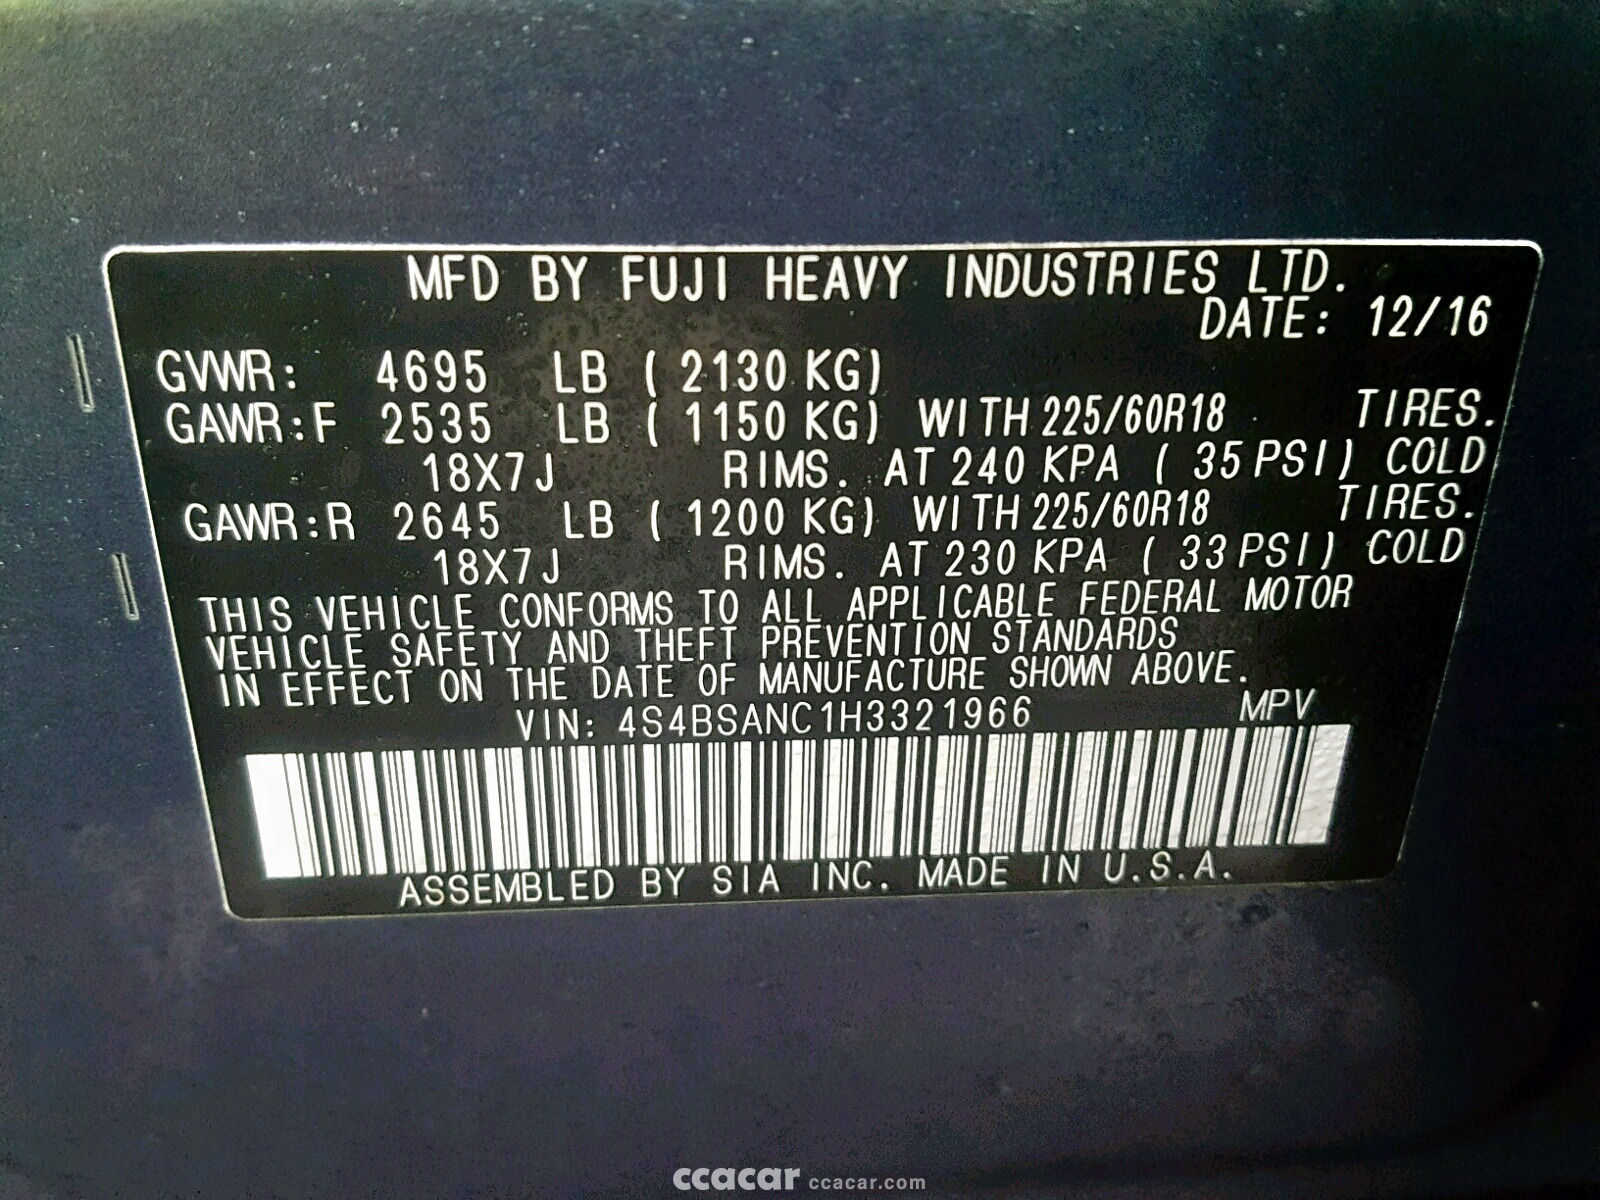 MFD BY FUJI HEAVY INDUSTRIES LTD.
DATE: 12/16
GVWR: 4695 LB ( 2130 KG)
GAWR:F 2535 LB ( 1150 KG) WITH 225/60R18 TIRES.
18X7J RIMS. AT 240 KPA ( 35 PSI) COLD
GAWR:R 2645 LB ( 1200 KG) WITH 225/60R18 TIRES.
18X7J RIMS. AT 230 KPA ( 33 PSI) COLD
THIS VEHICLE CONFORMS TO ALL APPLICABLE FEDERAL MOTOR
VEHICLE SAFETY AND THEFT PREVENTION STANDARDS
IN EFFECT ON THE DATE OF MANUFACTURE SHOWN ABOVE.
VIN: 4S4BSANC1H3321966 MPV
ASSEMBLED BY SIA INC. MADE IN U.S.A.
ccacar ccacar.com